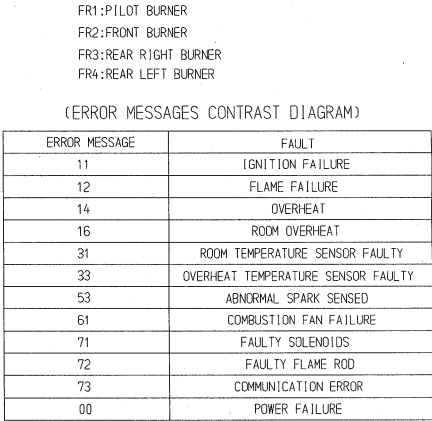 FR1:PILOT BURNER
FR2:FRONT BURNER
FR3:REAR RIGHT BURNER
FR4:REAR LEFT BURNER
(ERROR MESSAGES CONTRAST DIAGRAM)
ERROR MESSAGE FAULT
11 IGNITION FAILURE
12 FLAME FAILURE
14 OVERHEAT
16 ROOM OVERHEAT
31 ROOM TEMPERATURE SENSOR FAULTY
33 OVERHEAT TEMPERATURE SENSOR FAULTY
53 ABNORMAL SPARK SENSED
61 COMBUSTION FAN FAILURE
71 FAULTY SOLENOIDS
72 FAULTY FLAME ROD
73 COMMUNICATION ERROR
00 POWER FAILURE